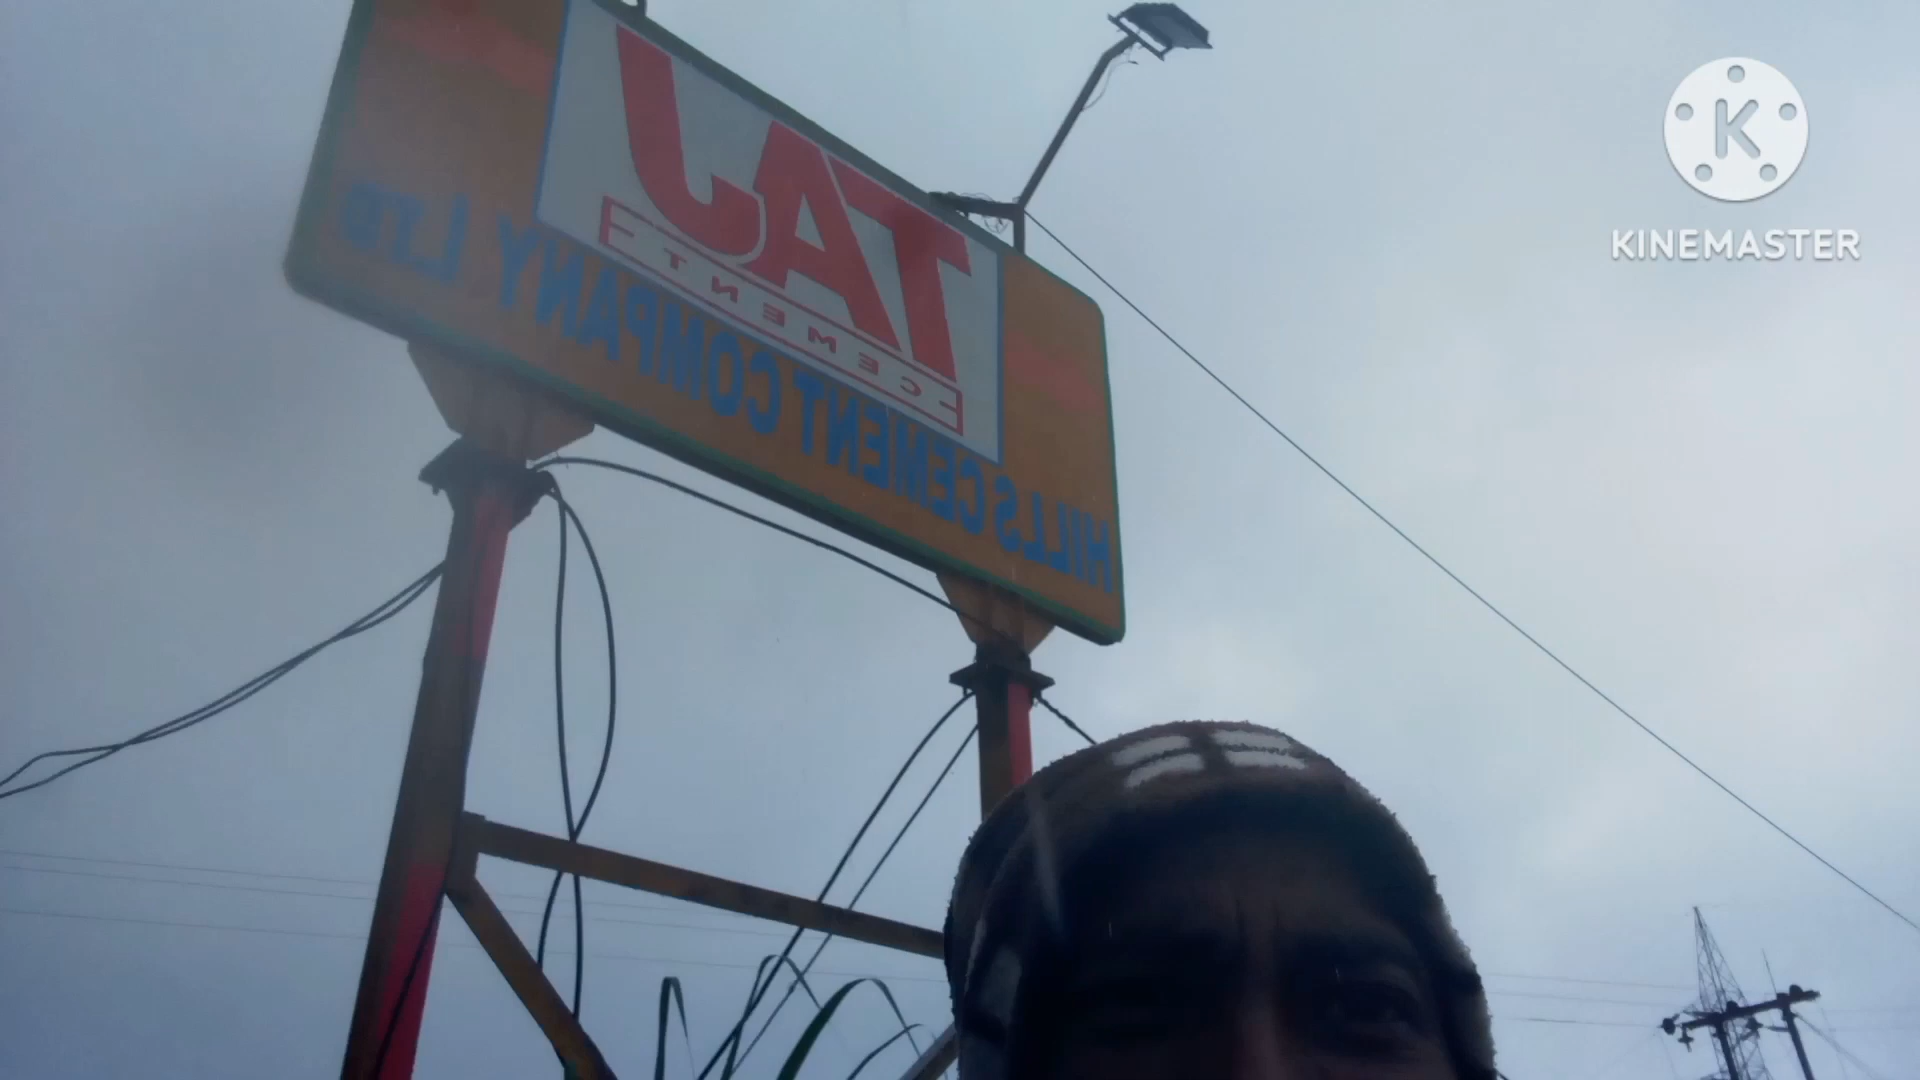 TAJ
CEMENT
HILLS CEMENT COMPANY LTD
K
KINEMASTER